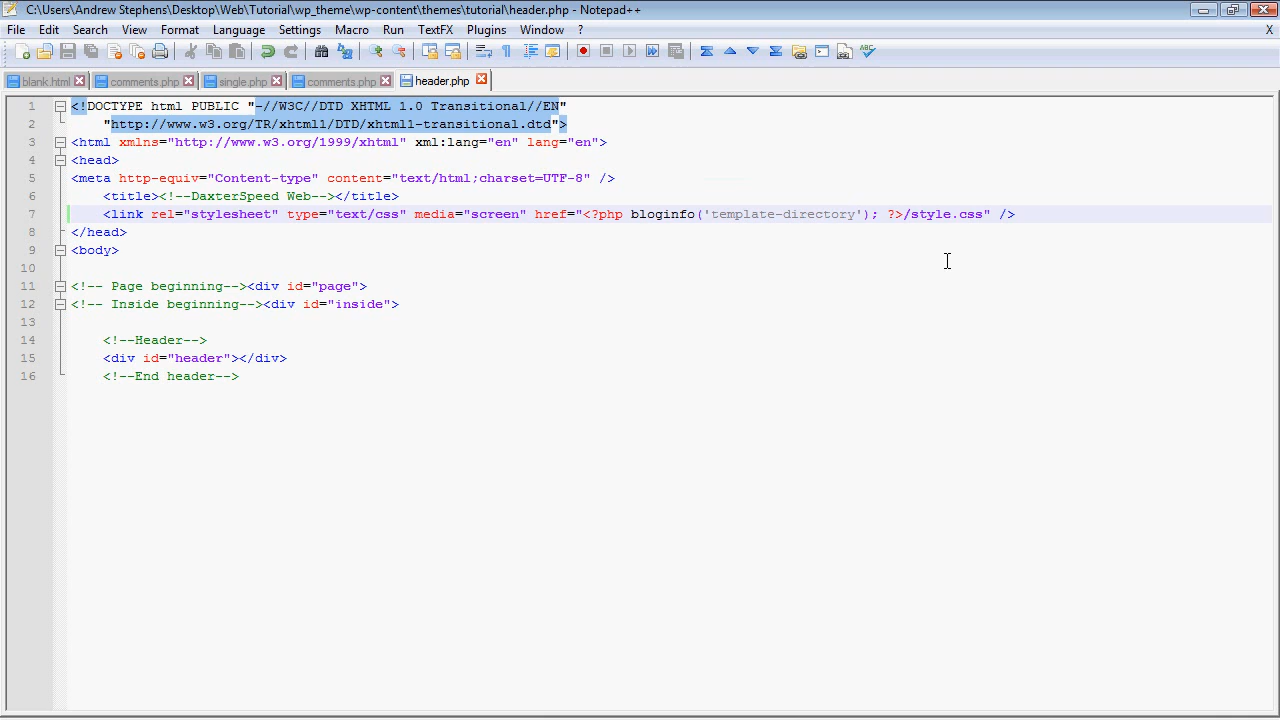 C:\Users\Andrew Stephens\Desktop\Web\Tutorial\wp_theme\wp-content\themes\tutorial\header.php - Notepad++
File Edit Search View Format Language Settings Macro Run TextFX Plugins Window ? X
blank.html comments.php single.php comments.php header.php
1 <!DOCTYPE html PUBLIC "-//W3C//DTD XHTML 1.0 Transitional//EN"
2 "http://www.w3.org/TR/xhtml1/DTD/xhtml1-transitional.dtd">
3 <html xmlns="http://www.w3.org/1999/xhtml" xml:lang="en" lang="en">
4 <head>
5 <meta http-equiv="Content-type" content="text/html;charset=UTF-8" />
6 <title><!--DaxterSpeed Web--></title>
7 <link rel="stylesheet" type="text/css" media="screen" href="<?php bloginfo('template-directory'); ?>/style.css" />
8 </head>
9 <body>
10
11 <!-- Page beginning--><div id="page">
12 <!-- Inside beginning--><div id="inside">
13
14 <!--Header-->
15 <div id="header"></div>
16 <!--End header-->